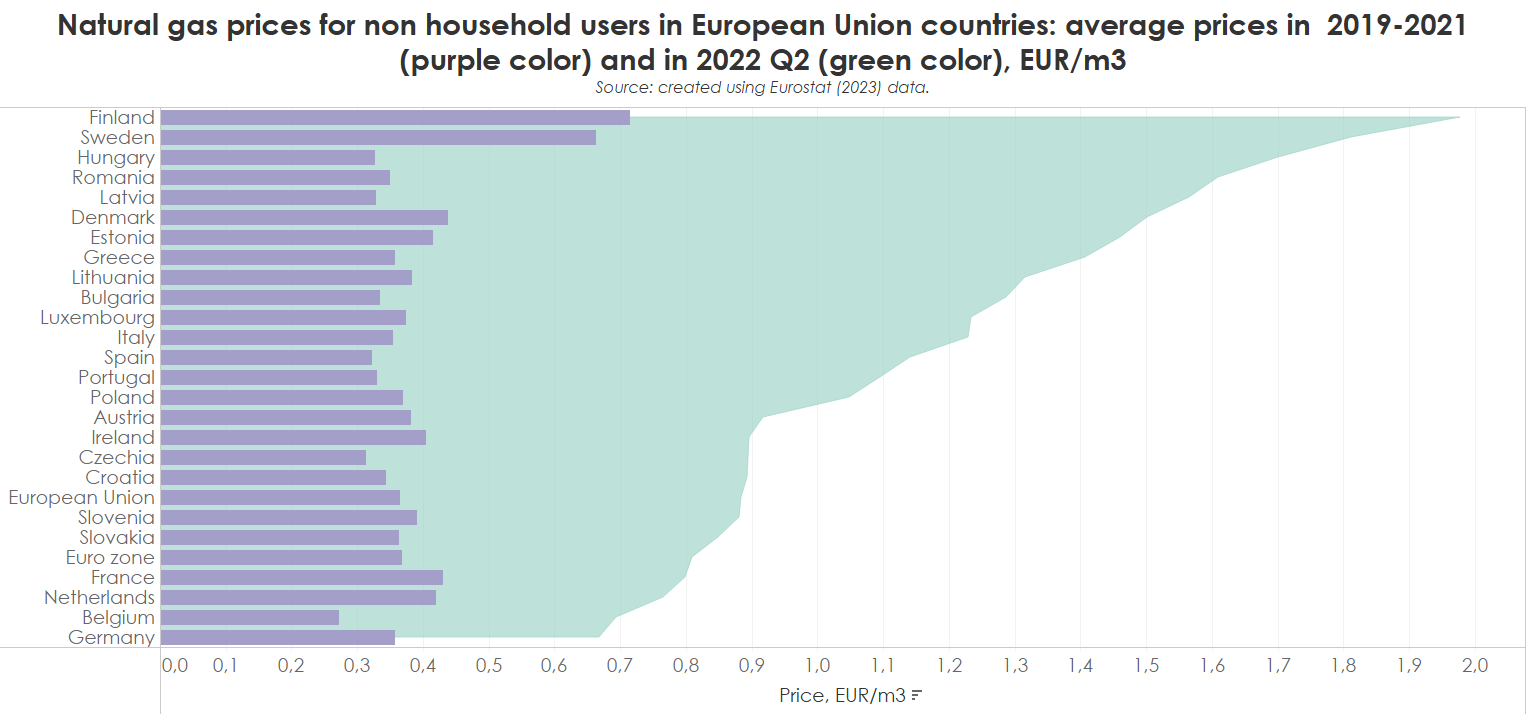 Natural gas prices for non household users in European Union countries: average prices in  2019-2021
(purple color) and in 2022 Q2 (green color), EUR/m3
Source: created using Eurostat (2023) data.
Finland
Sweden
Hungary
Romania
Latvia
Denmark
Estonia
Greece
Lithuania
Bulgaria
Luxembourg
Italy
Spain
Portugal
Poland
Austria
Ireland
Czechia
Croatia
European Union
Slovenia
Slovakia
Euro zone
France
Netherlands
Belgium
Germany
0,0 0,1 0,2 0,3 0,4 0,5 0,6 0,7 0,8 0,9 1,0 1,1 1,2 1,3 1,4 1,5 1,6 1,7 1,8 1,9 2,0
Price, EUR/m3